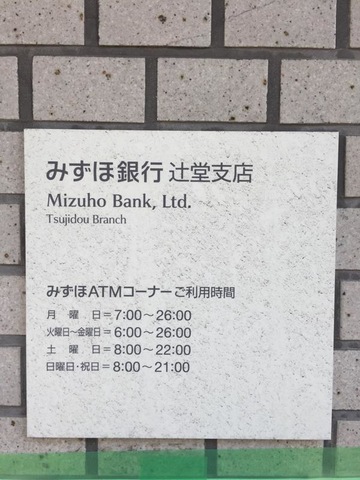 みずほ銀行 辻堂支店
Mizuho Bank, Ltd.
Tsujidou Branch
みずほATMコーナーご利用時間
月 曜 日=7:00～26:00
火曜日～金曜日=6:00～26:00
土 曜 日=8:00～22:00
日曜日・祝日=8:00～21:00